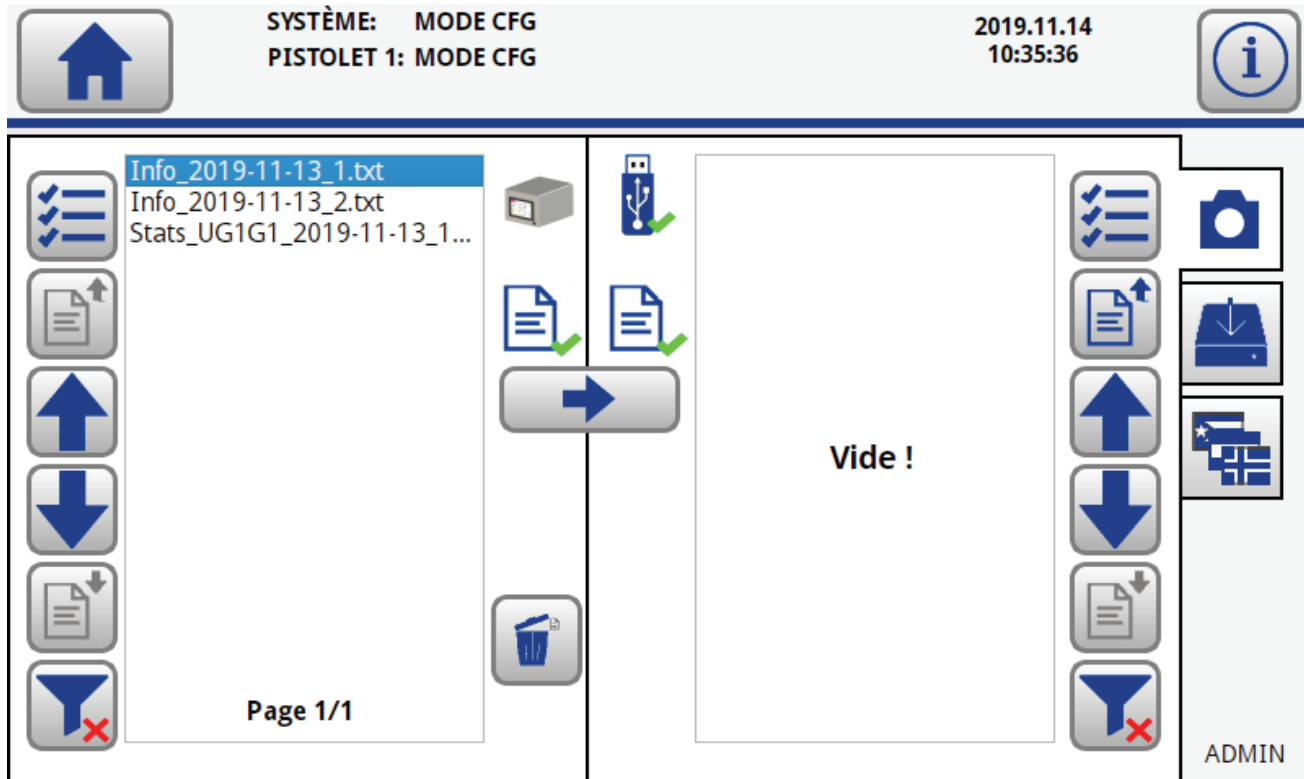 SYSTÈME: MODE CFG
PISTOLET 1: MODE CFG
2019.11.14
10:35:36
Info_2019-11-13_1.txt
Info_2019-11-13_2.txt
Stats_UG1G1_2019-11-13_1...
Page 1/1
Vide !
ADMIN